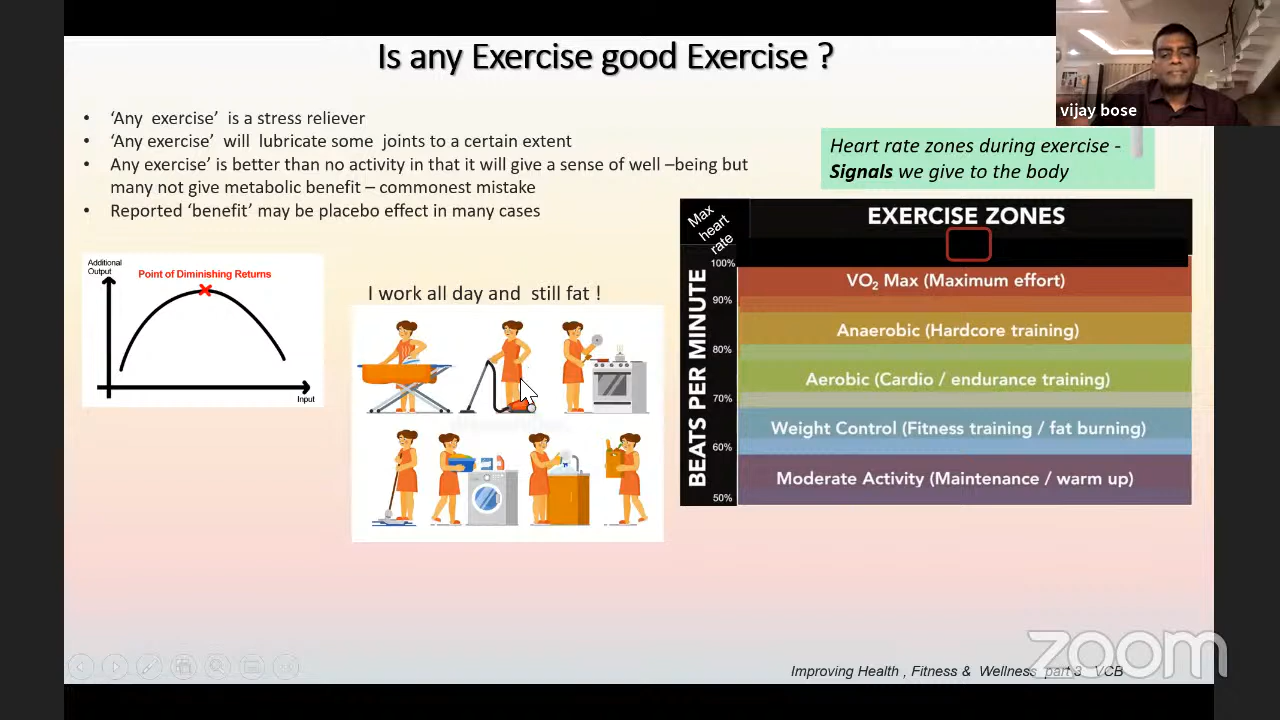 Is any Exercise good Exercise ?
vijay bose
• ‘Any exercise’ is a stress reliever
• ‘Any exercise’ will lubricate some joints to a certain extent
• Any exercise’ is better than no activity in that it will give a sense of well –being but
many not give metabolic benefit – commonest mistake
• Reported ‘benefit’ may be placebo effect in many cases
Heart rate zones during exercise -
Signals we give to the body
Additional
Output
Point of Diminishing Returns
Input
I work all day and still fat !
Max
heart
rate
EXERCISE ZONES
BEATS PER MINUTE
100%
VO₂ Max (Maximum effort)
90%
Anaerobic (Hardcore training)
80%
Aerobic (Cardio / endurance training)
70%
Weight Control (Fitness training / fat burning)
60%
Moderate Activity (Maintenance / warm up)
50%
Improving Health , Fitness & Wellness part 3 VCB
zoom